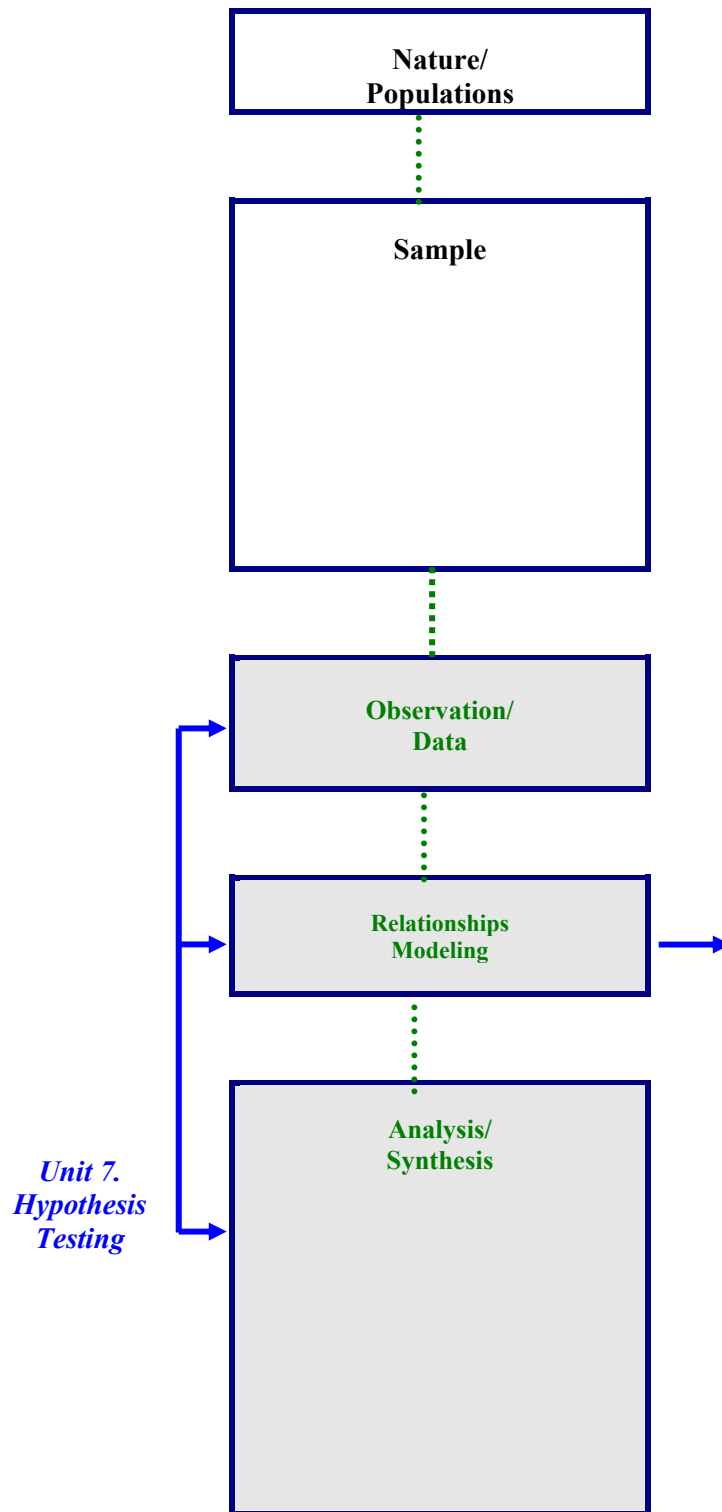 Nature/
Populations
Sample
Observation/
Data
Relationships
Modeling
Analysis/
Synthesis
Unit 7.
Hypothesis
Testing